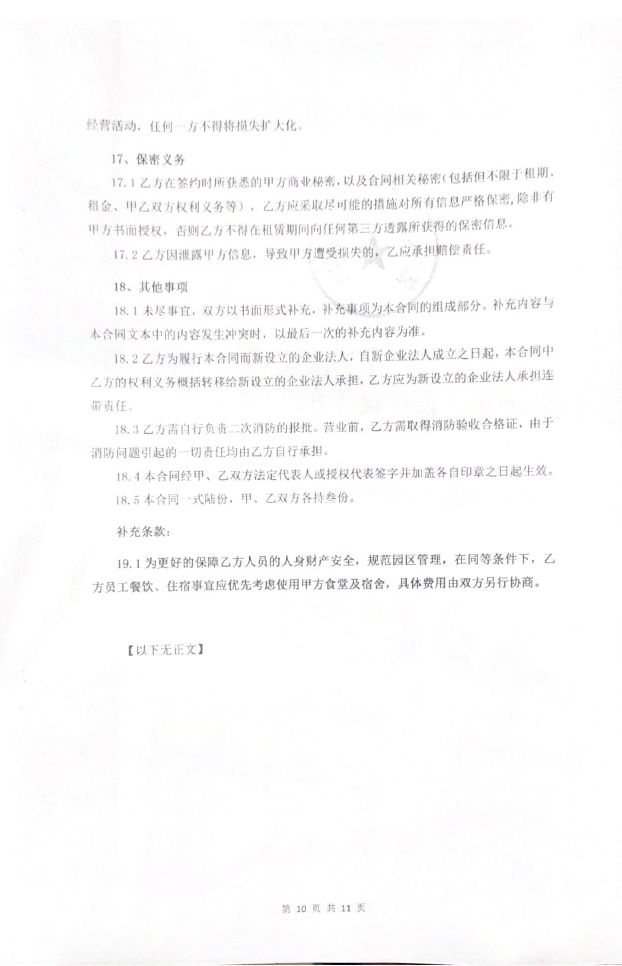 经营活动，任何一方不得将损失扩大化。
17、保密义务
17.1 乙方在签约时所获悉的甲方商业秘密，以及合同相关秘密（包括但不限于租期、
租金、甲乙双方权利义务等），乙方应采取尽可能的措施对所有信息严格保密，除非有
甲方书面授权，否则乙方不得在租赁期间向任何第三方透露所获得的保密信息。
17.2 乙方因泄露甲方信息，导致甲方遭受损失的，乙应承担赔偿责任。
18、其他事项
18.1 未尽事宜，双方以书面形式补充，补充事项为本合同的组成部分。补充内容与
本合同文本中的内容发生冲突时，以最后一次的补充内容为准。
18.2 乙方为履行本合同而新设立的企业法人，自新企业法人成立之日起，本合同中
乙方的权利义务概括转移给新设立的企业法人承担，乙方应为新设立的企业法人承担连
带责任。
18.3 乙方需自行负责二次消防的报批。营业前，乙方需取得消防验收合格证，由于
消防问题引起的一切责任均由乙方自行承担。
18.4 本合同经甲、乙双方法定代表人或授权代表签字并加盖各自印章之日起生效。
18.5 本合同一式陆份，甲、乙双方各持叁份。
补充条款：
19.1 为更好的保障乙方人员的人身财产安全，规范园区管理，在同等条件下，乙
方员工餐饮、住宿事宜应优先考虑使用甲方食堂及宿舍，具体费用由双方另行协商。
【以下无正文】
第 10 页 共 11 页